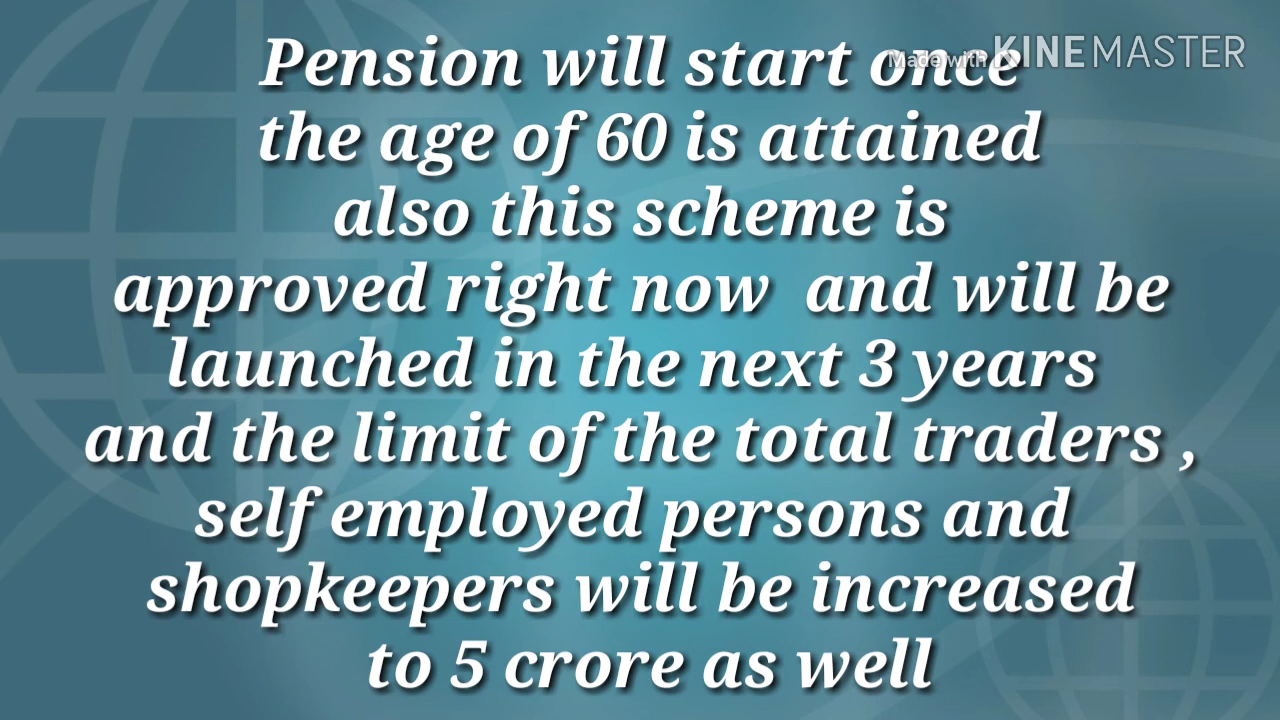 Pension will start once
Made with KINEMASTER
the age of 60 is attained
also this scheme is
approved right now and will be
launched in the next 3 years
and the limit of the total traders ,
self employed persons and
shopkeepers will be increased
to 5 crore as well